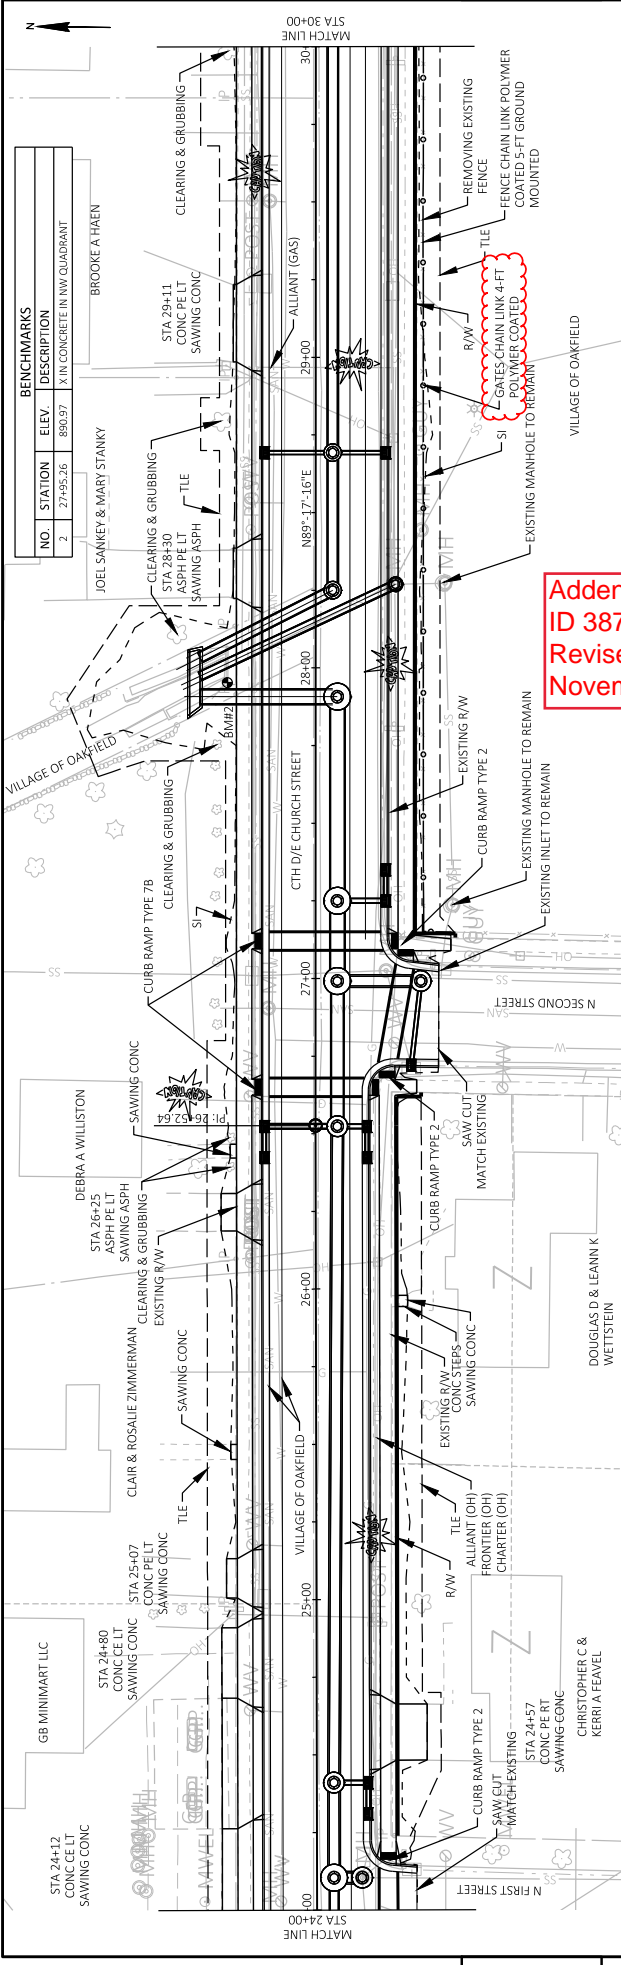 N
BENCHMARKS
NO. STATION ELEV. DESCRIPTION
2 27+95.26 890.97 X IN CONCRETE IN NW QUADRANT
MATCH LINE
STA 30+00
30+
CLEARING & GRUBBING
BROOKE A HAEN
STA 29+11
CONC PE LT
SAWING CONC
ALLIANT (GAS)
29+00
REMOVING EXISTING
FENCE
FENCE CHAIN LINK POLYMER
COATED 5-FT GROUND
MOUNTED
TLE
R/W
GATES CHAIN LINK 4-FT
POLYMER COATED
SI
EXISTING MANHOLE TO REMAIN
VILLAGE OF OAKFIELD
JOEL SANKEY & MARY STANKY
CLEARING & GRUBBING
STA 28+30
ASPH PE LT
SAWING ASPH
TLE
N89°-17'-16"E
28+00
CAUTION
Adden
ID 387
Revise
Novem
VILLAGE OF OAKFIELD
BM#2
CLEARING & GRUBBING
SI
CTH D/E CHURCH STREET
CURB RAMP TYPE 7B
EXISTING R/W
CURB RAMP TYPE 2
EXISTING MANHOLE TO REMAIN
EXISTING INLET TO REMAIN
27+00
N SECOND STREET
PI: 26+52.64
SAWING CONC
DEBRA A WILLISTON
STA 26+25
ASPH PE LT
SAWING ASPH
CLEARING & GRUBBING
EXISTING R/W
SAW CUT
MATCH EXISTING
CURB RAMP TYPE 2
26+00
CLAIR & ROSALIE ZIMMERMAN
SAWING CONC
TLE
EXISTING R/W
CONC STEPS
SAWING CONC
DOUGLAS D & LEANN K
WETTSTEIN
VILLAGE OF OAKFIELD
STA 25+07
CONC PE LT
SAWING CONC
TLE
ALLIANT (OH)
FRONTIER (OH)
CHARTER (OH)
R/W
25+00
STA 24+80
CONC CE LT
SAWING CONC
GB MINIMART LLC
STA 24+12
CONC CE LT
SAWING CONC
CURB RAMP TYPE 2
SAW CUT
MATCH EXISTING
STA 24+57
CONC PE RT
SAWING CONC
CHRISTOPHER C &
KERRI A FEAVEL
N FIRST STREET
+00
MATCH LINE
STA 24+00